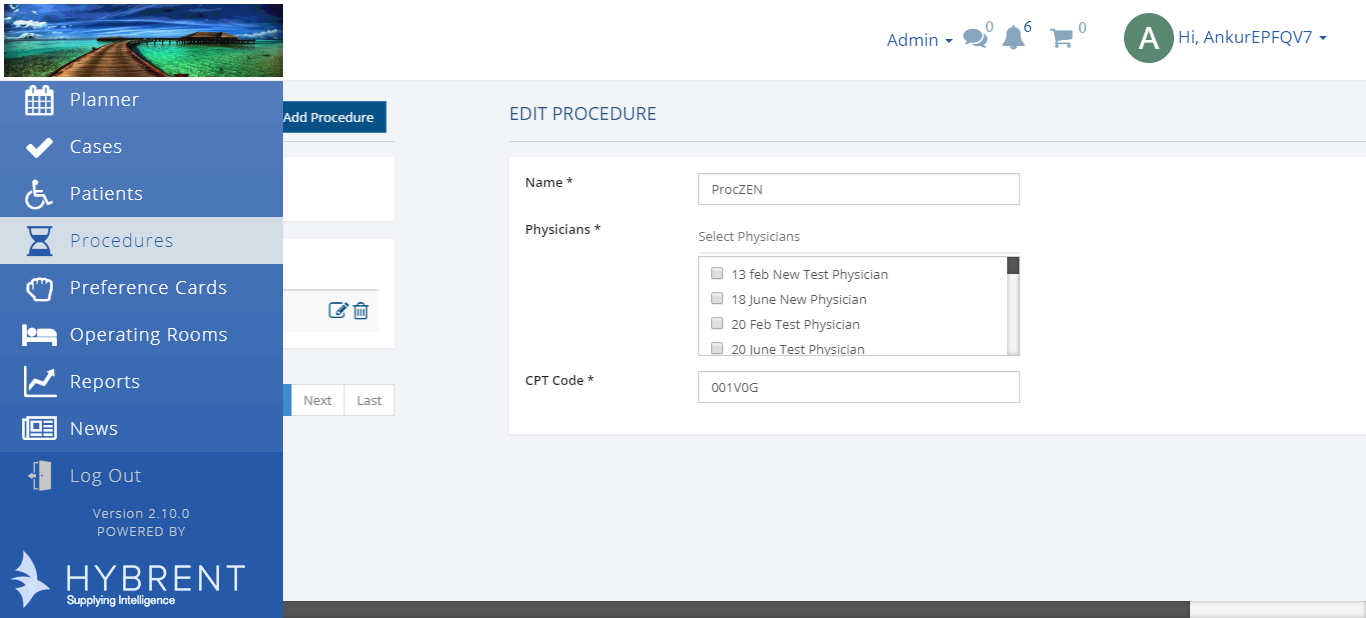 Admin
0
6
0
A
Hi, AnkurEPFQV7
Planner
Cases
Patients
Procedures
Preference Cards
Operating Rooms
Reports
News
Log Out
Version 2.10.0
POWERED BY
HYBRENT
Supplying Intelligence
Add Procedure
Next
Last
EDIT PROCEDURE
Name *
ProcZEN
Physicians *
Select Physicians
13 feb New Test Physician
18 June New Physician
20 Feb Test Physician
20 June Test Physician
CPT Code *
001V0G